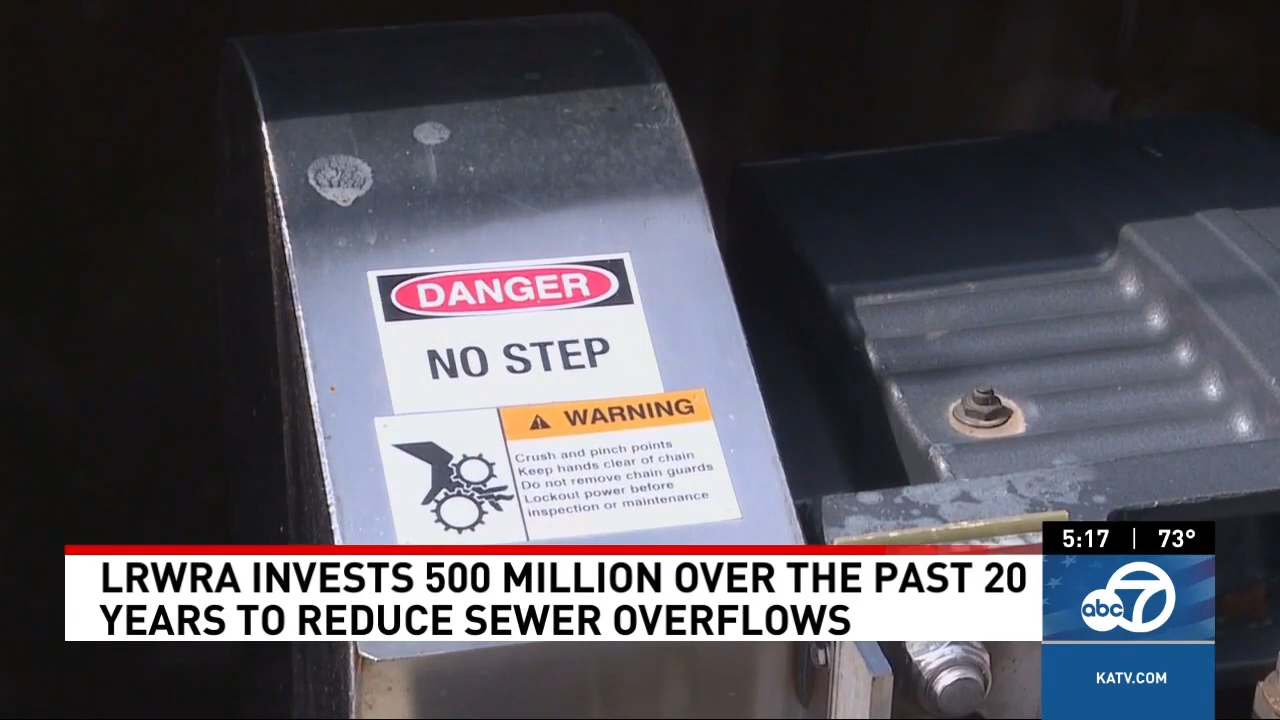 DANGER
NO STEP
WARNING
Crush and pinch points
Keep hands clear of chain
Do not remove chain guards
Lockout power before
inspection or maintenance
5:17 | 73°
LRWRA INVESTS 500 MILLION OVER THE PAST 20
YEARS TO REDUCE SEWER OVERFLOWS
abc 7
KATV.COM